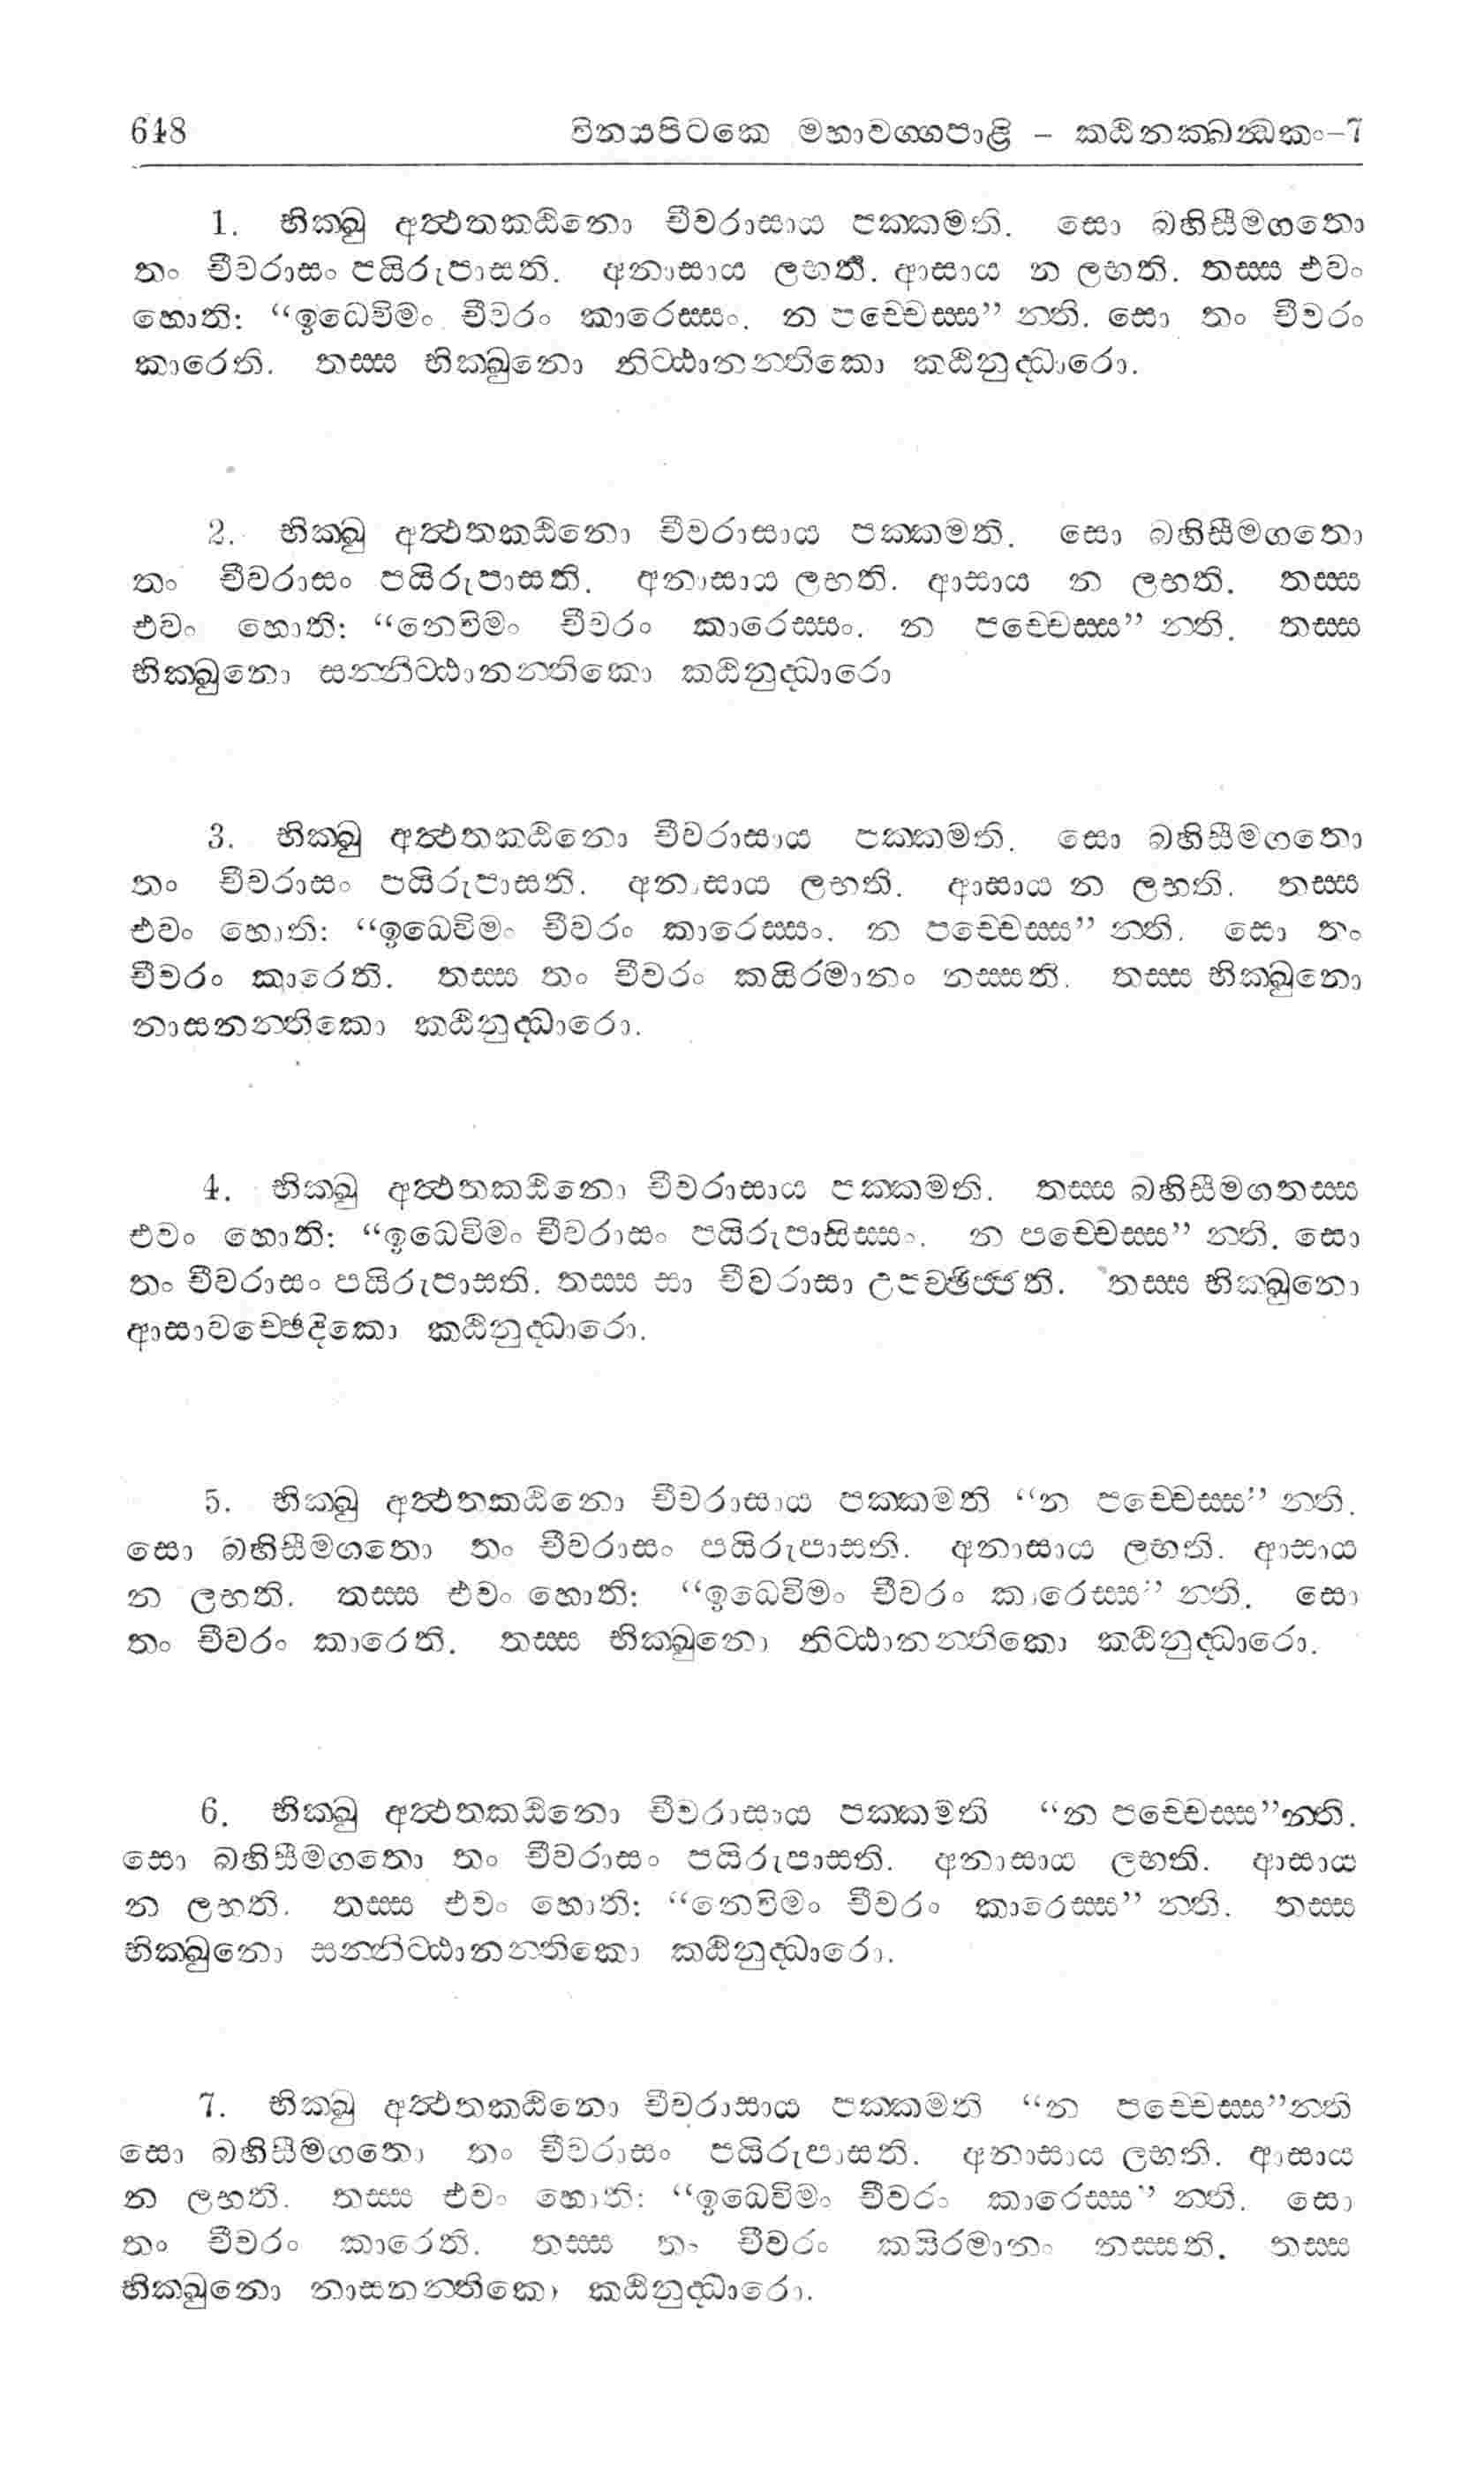 648 විනයපිටකෙ මහාවග්ගපාළි – කඨිනක්ඛන්ධකං–7
1. භික්ඛු අත්ථතකඨිනො චීවරාසාය පක්කමති. සො බහිසීමගතො
තං චීවරාසං පයිරුපාසති. අනාසාය ලභති. ආසාය න ලභති. තස්ස එවං
හොති: “ඉධෙවිමං චීවරං කාරෙස්සං. න පච්චෙස්ස” න්ති. සො තං චීවරං
කාරෙති. තස්ස භික්ඛුනො නිට්ඨානන්තිකො කඨිනුද්ධාරො.
2. භික්ඛු අත්ථතකඨිනො චීවරාසාය පක්කමති. සො බහිසීමගතො
තං චීවරාසං පයිරුපාසති. අනාසාය ලභති. ආසාය න ලභති. තස්ස
එවං හොති: “නෙවිමං චීවරං කාරෙස්සං. න පච්චෙස්ස” න්ති. තස්ස
භික්ඛුනො සන්නිට්ඨානන්තිකො කඨිනුද්ධාරො
3. භික්ඛු අත්ථතකඨිනො චීවරාසාය පක්කමති. සො බහිසීමගතො
තං චීවරාසං පයිරුපාසති. අනාසාය ලභති. ආසාය න ලභති. තස්ස
එවං හොති: “ඉධෙවිමං චීවරං කාරෙස්සං. න පච්චෙස්ස” න්ති. සො තං
චීවරං කාරෙති. තස්ස තං චීවරං කයිරමානං නස්සති. තස්ස භික්ඛුනො
නාසනන්තිකො කඨිනුද්ධාරො.
4. භික්ඛු අත්ථතකඨිනො චීවරාසාය පක්කමති. තස්ස බහිසීමගතස්ස
එවං හොති: “ඉධෙවිමං චීවරාසං පයිරුපාසිස්සං. න පච්චෙස්ස” න්ති. සො
තං චීවරාසං පයිරුපාසති. තස්ස සා චීවරාසා උපච්ඡිජ්ජති. තස්ස භික්ඛුනො
ආසාවච්ඡෙදිකො කඨිනුද්ධාරො.
5. භික්ඛු අත්ථතකඨිනො චීවරාසාය පක්කමති “න පච්චෙස්ස” න්ති.
සො බහිසීමගතො තං චීවරාසං පයිරුපාසති. අනාසාය ලභති. ආසාය
න ලභති. තස්ස එවං හොති: “ඉධෙවිමං චීවරං කාරෙස්ස” න්ති. සො
තං චීවරං කාරෙති. තස්ස භික්ඛුනො නිට්ඨානන්තිකො කඨිනුද්ධාරො.
6. භික්ඛු අත්ථතකඨිනො චීවරාසාය පක්කමති “න පච්චෙස්ස”න්ති.
සො බහිසීමගතො තං චීවරාසං පයිරුපාසති. අනාසාය ලභති. ආසාය
න ලභති. තස්ස එවං හොති: “නෙවිමං චීවරං කාරෙස්ස” න්ති. තස්ස
භික්ඛුනො සන්නිට්ඨානන්තිකො කඨිනුද්ධාරො.
7. භික්ඛු අත්ථතකඨිනො චීවරාසාය පක්කමති “න පච්චෙස්ස”න්ති
සො බහිසීමගතො තං චීවරාසං පයිරුපාසති. අනාසාය ලභති. ආසාය
න ලභති. තස්ස එවං හොති: “ඉධෙවිමං චීවරං කාරෙස්ස” න්ති. සො
තං චීවරං කාරෙති. තස්ස තං චීවරං කයිරමානං නස්සති. තස්ස
භික්ඛුනො නාසනන්තිකො කඨිනුද්ධාරො.